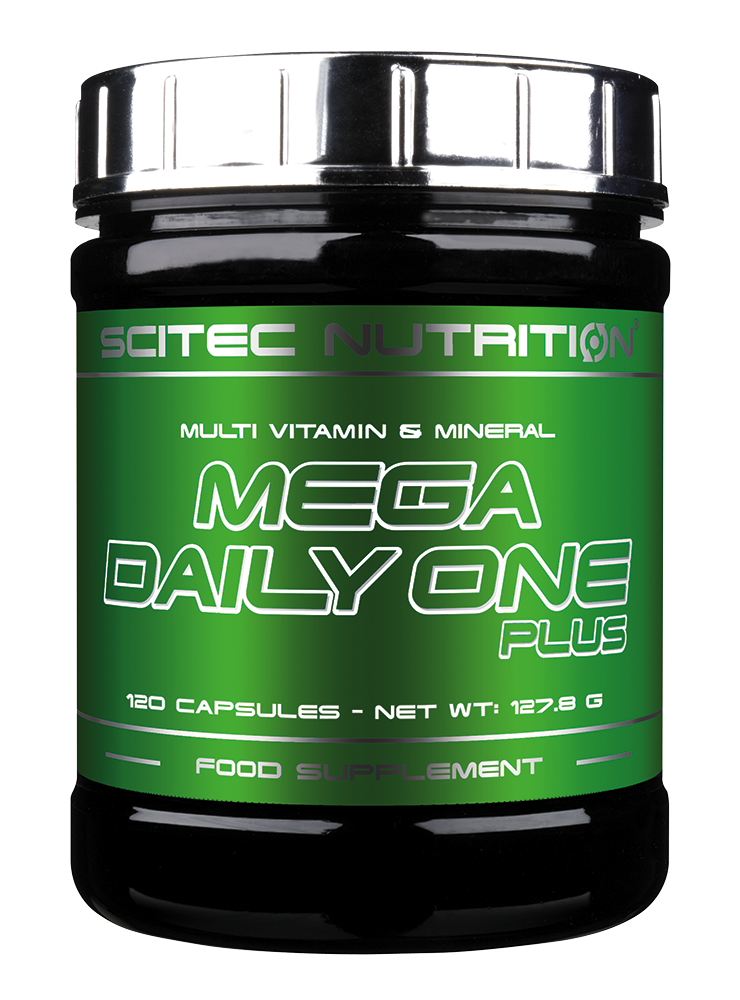 SCITEC NUTRITION
MULTI VITAMIN & MINERAL
MEGA
DAILY ONE
PLUS
120 CAPSULES - NET WT: 127.8 G
FOOD SUPPLEMENT